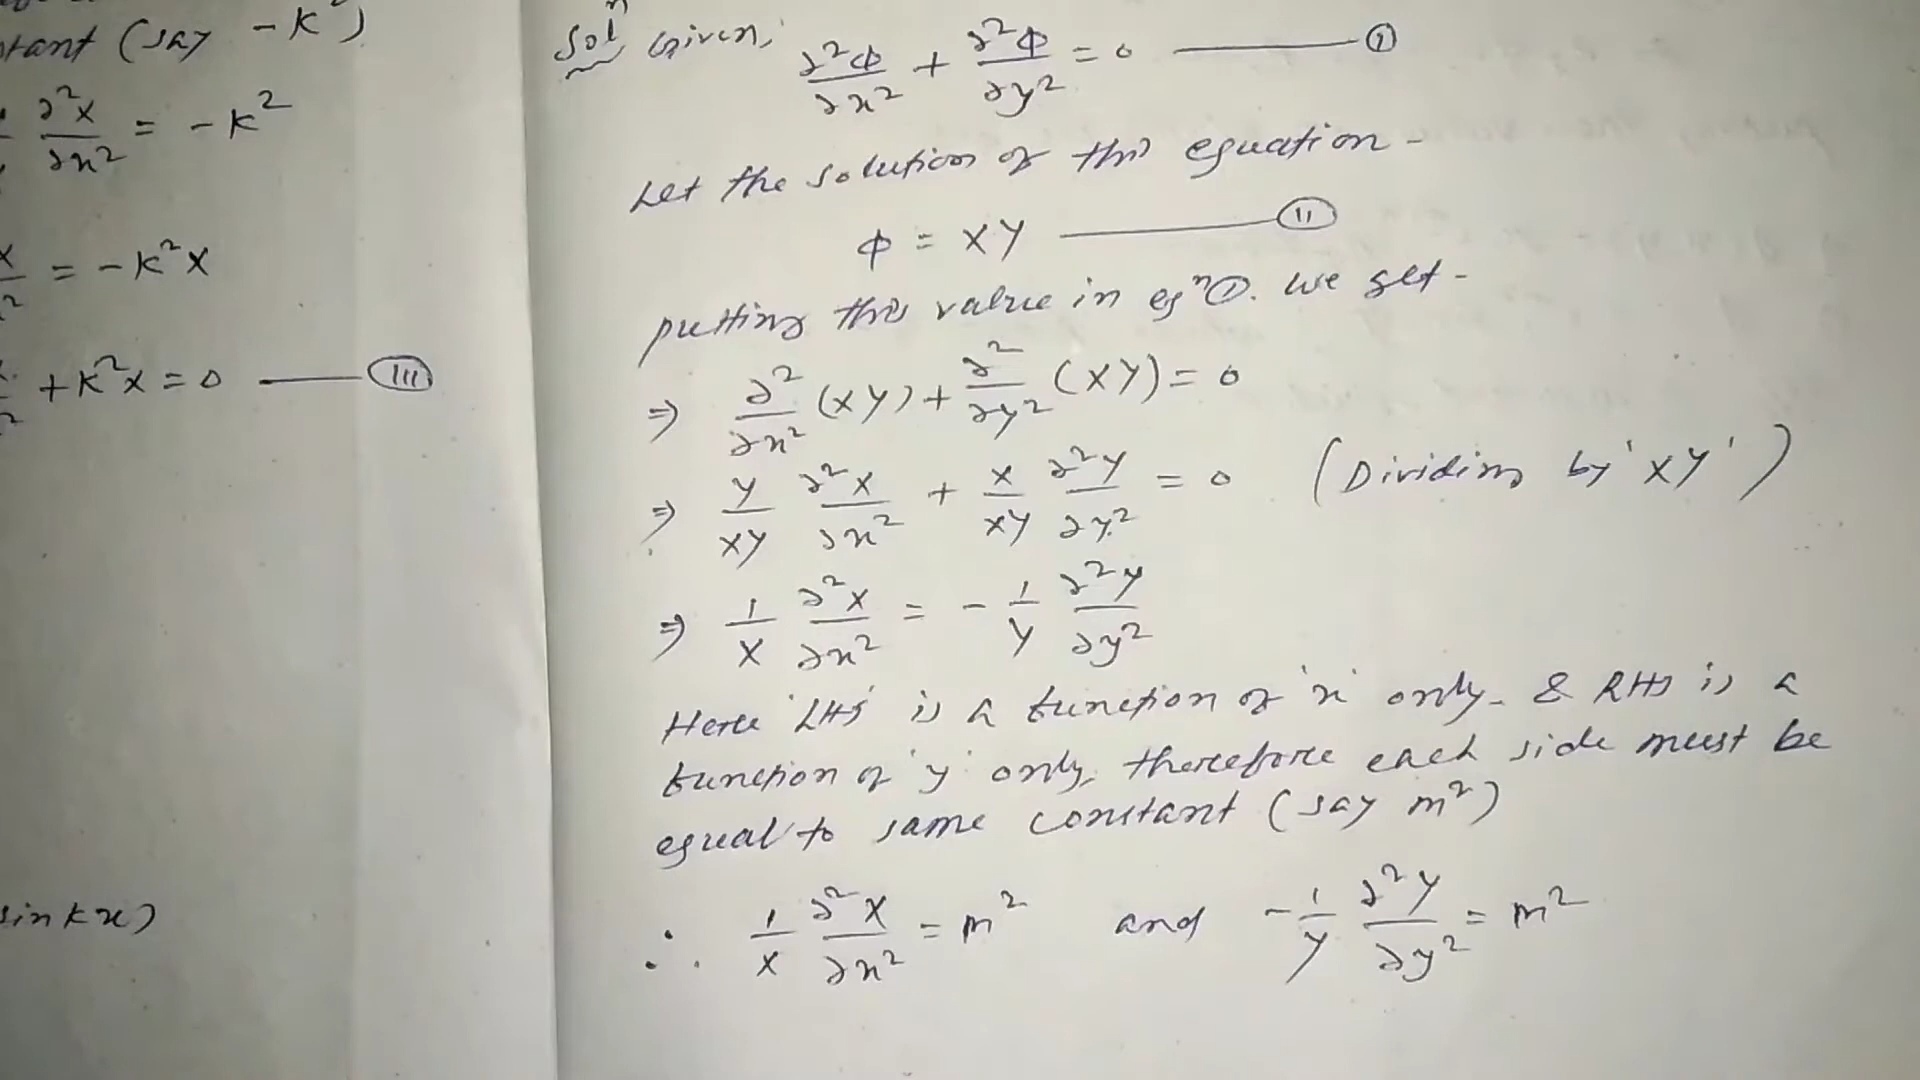 stant (say -k²)
∂²X/∂x² = -k²
= -k²X
+k²X = 0 —— (III)
sinkx)
Solⁿ Given,
∂²Φ/∂x² + ∂²Φ/∂y² = 0 —— (I)
Let the solution of this equation -
Φ = XY —— (II)
putting this value in eqⁿ (I). we get -
⇒ ∂²/∂x² (XY) + ∂²/∂y² (XY) = 0
⇒ Y/XY ∂²X/∂x² + X/XY ∂²Y/∂y² = 0 (Dividing by 'XY')
⇒ 1/X ∂²X/∂x² = - 1/Y ∂²Y/∂y²
Here 'LHS' is a function of 'x' only. & RHS is a
function of 'y' only, therefore each side must be
equal to same constant (say m²)
∴ 1/X ∂²X/∂x² = m² and - 1/Y ∂²Y/∂y² = m²